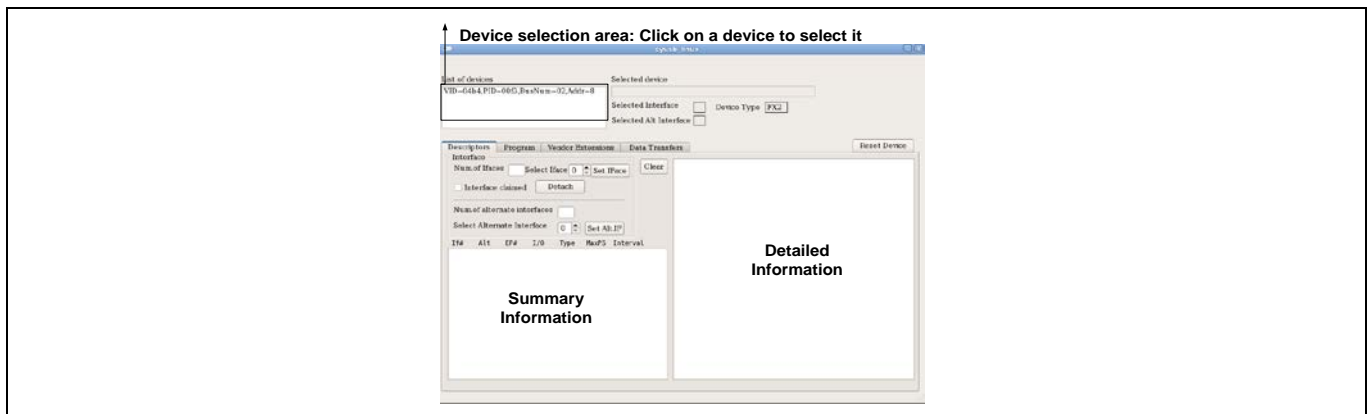 Device selection area: Click on a device to select it
cyusb_linux
List of devices
Selected device
VID=04b4,PID=00f3,BusNum=02,Addr=8
Selected Interface
Device Type FX3
Selected Alt Interface
Descriptors Program Vendor Extensions Data Transfers
Reset Device
Interface
Num.of Ifaces Select Iface 0 Set IFace
Clear
Interface claimed Detach
Num.of alternate interfaces
Select Alternate Interface 0 Set Alt.IF
If# Alt EP# I/O Type MaxPS Interval
Detailed
Information
Summary
Information